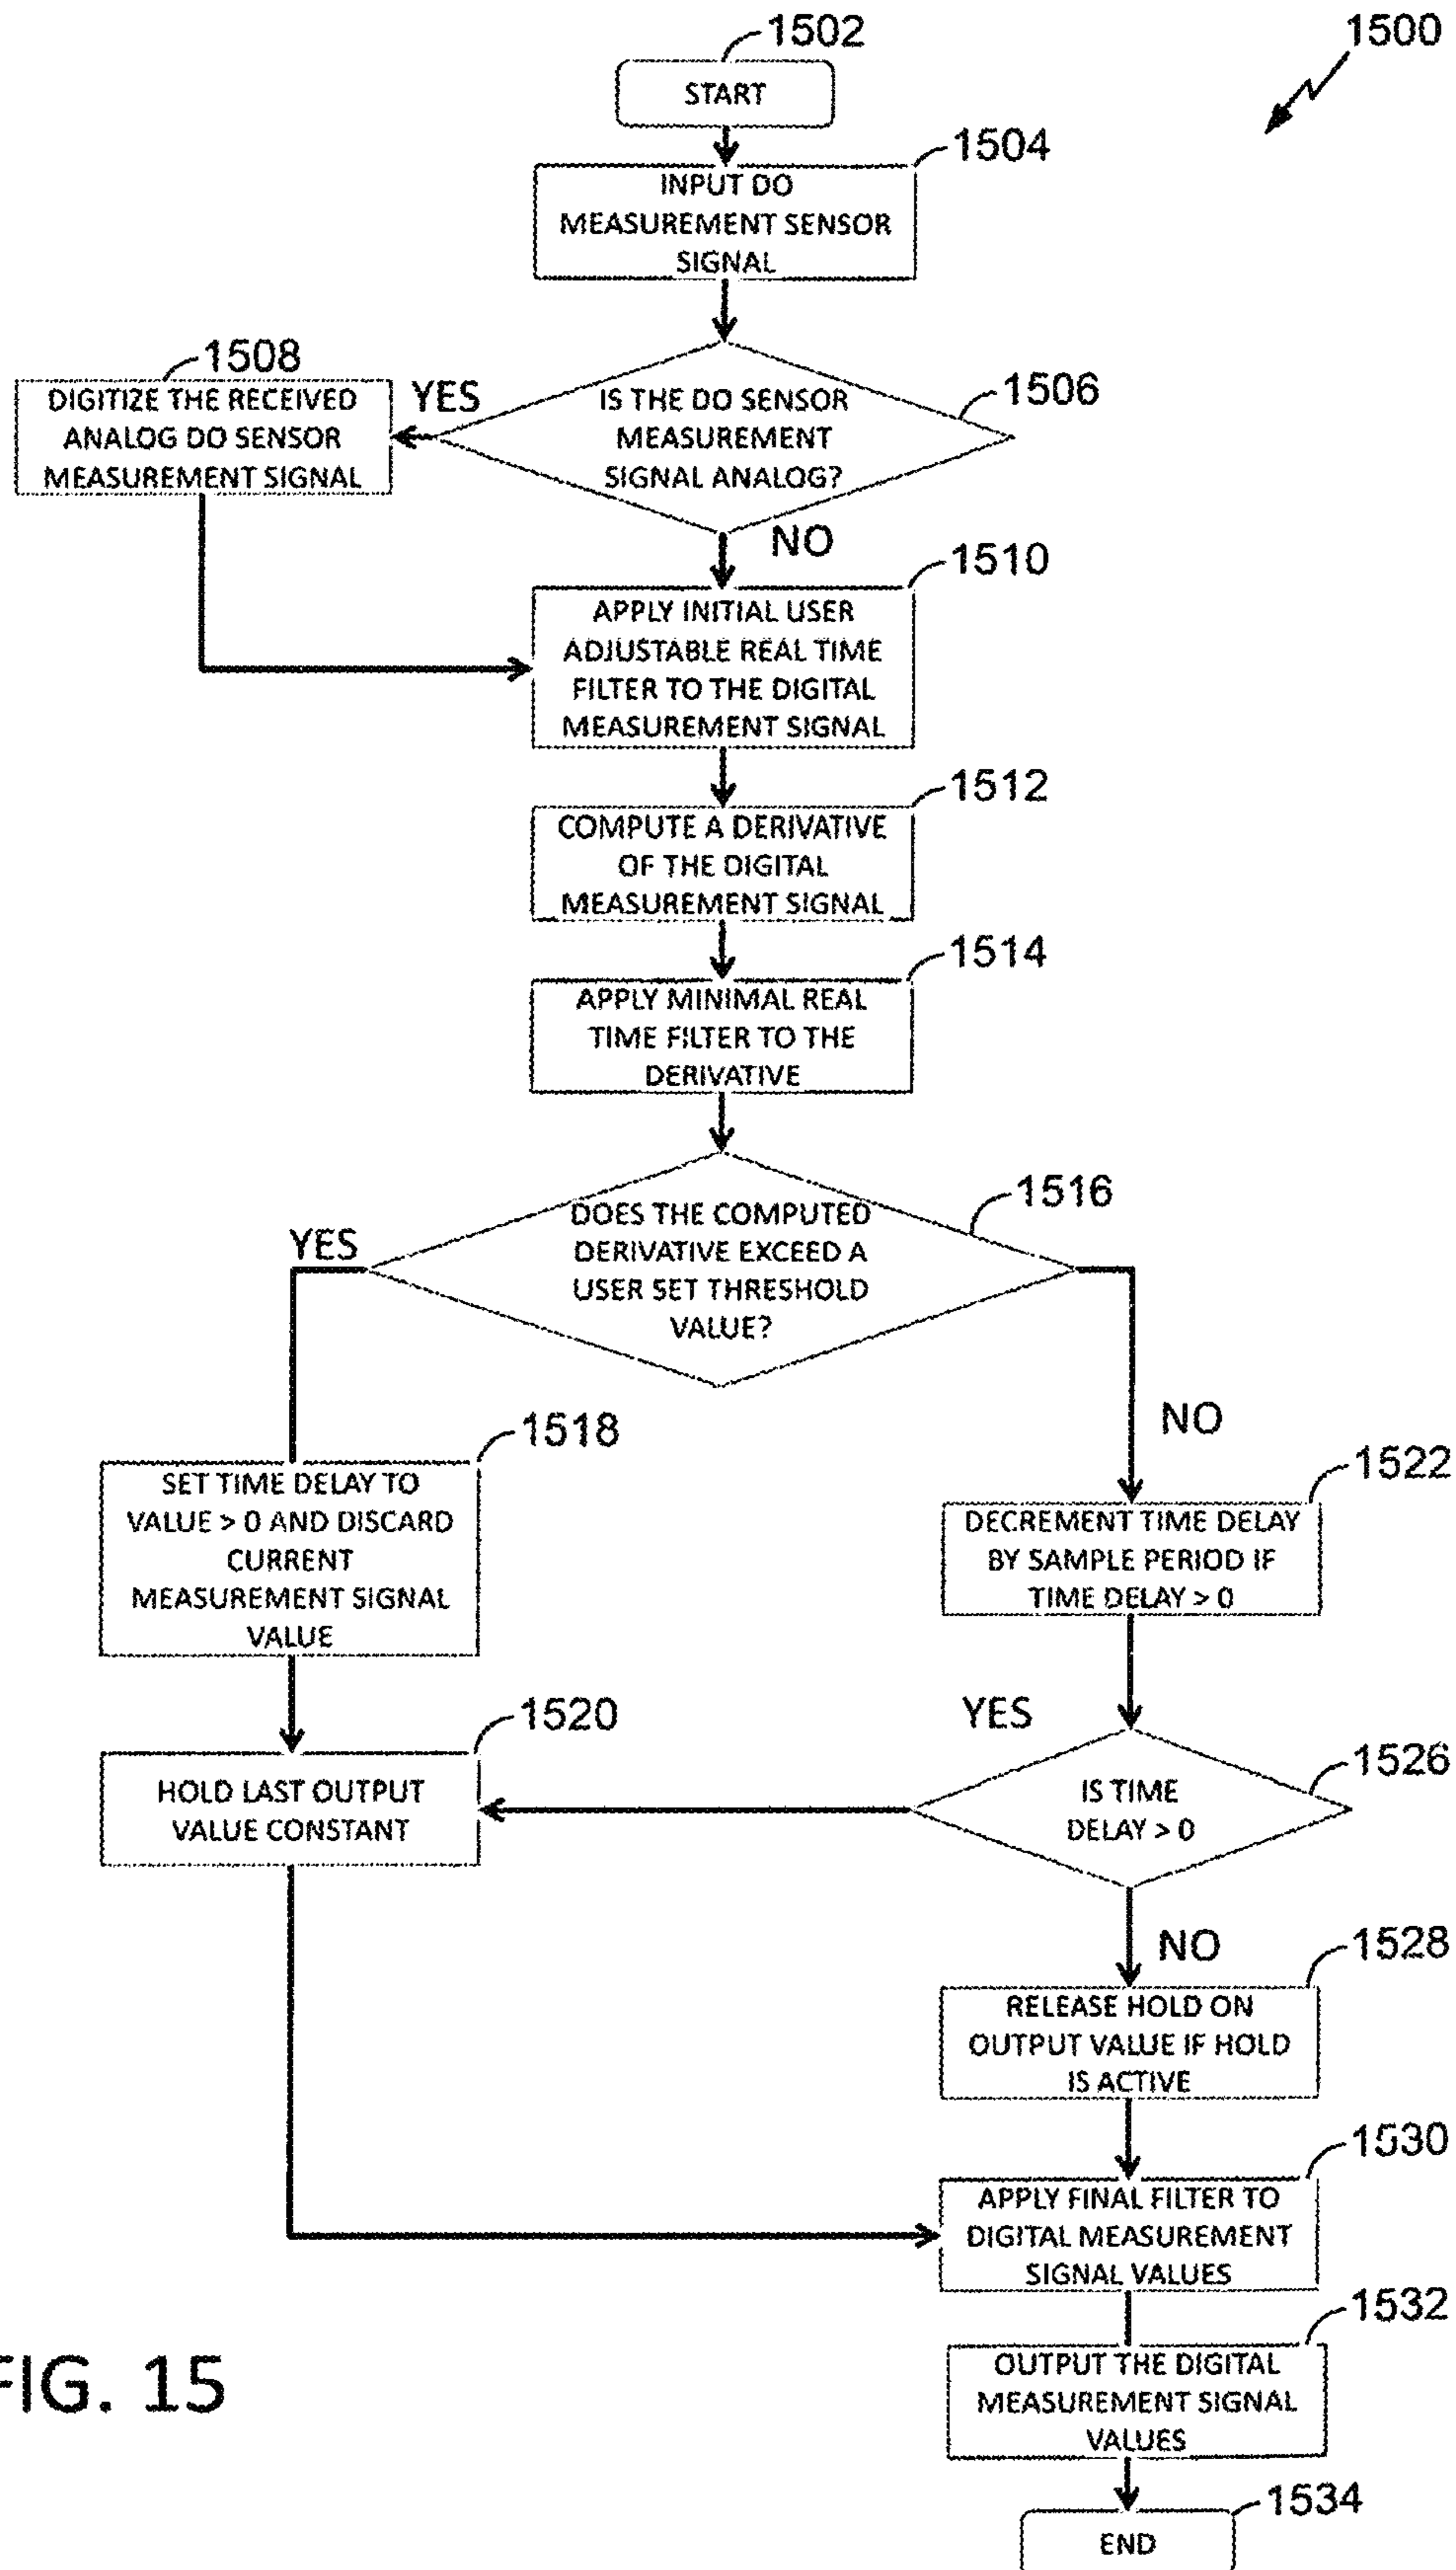 1502
1500
START
1504
INPUT DO
MEASUREMENT SENSOR
SIGNAL
1508
DIGITIZE THE RECEIVED
ANALOG DO SENSOR
MEASUREMENT SIGNAL
YES
1506
IS THE DO SENSOR
MEASUREMENT
SIGNAL ANALOG?
NO
1510
APPLY INITIAL USER
ADJUSTABLE REAL TIME
FILTER TO THE DIGITAL
MEASUREMENT SIGNAL
1512
COMPUTE A DERIVATIVE
OF THE DIGITAL
MEASUREMENT SIGNAL
1514
APPLY MINIMAL REAL
TIME FILTER TO THE
DERIVATIVE
1516
DOES THE COMPUTED
DERIVATIVE EXCEED A
USER SET THRESHOLD
VALUE?
YES
NO
1518
SET TIME DELAY TO
VALUE > 0 AND DISCARD
CURRENT
MEASUREMENT SIGNAL
VALUE
1522
DECREMENT TIME DELAY
BY SAMPLE PERIOD IF
TIME DELAY > 0
1520
HOLD LAST OUTPUT
VALUE CONSTANT
YES
1526
IS TIME
DELAY > 0
NO
1528
RELEASE HOLD ON
OUTPUT VALUE IF HOLD
IS ACTIVE
1530
APPLY FINAL FILTER TO
DIGITAL MEASUREMENT
SIGNAL VALUES
1532
OUTPUT THE DIGITAL
MEASUREMENT SIGNAL
VALUES
1534
END
FIG. 15